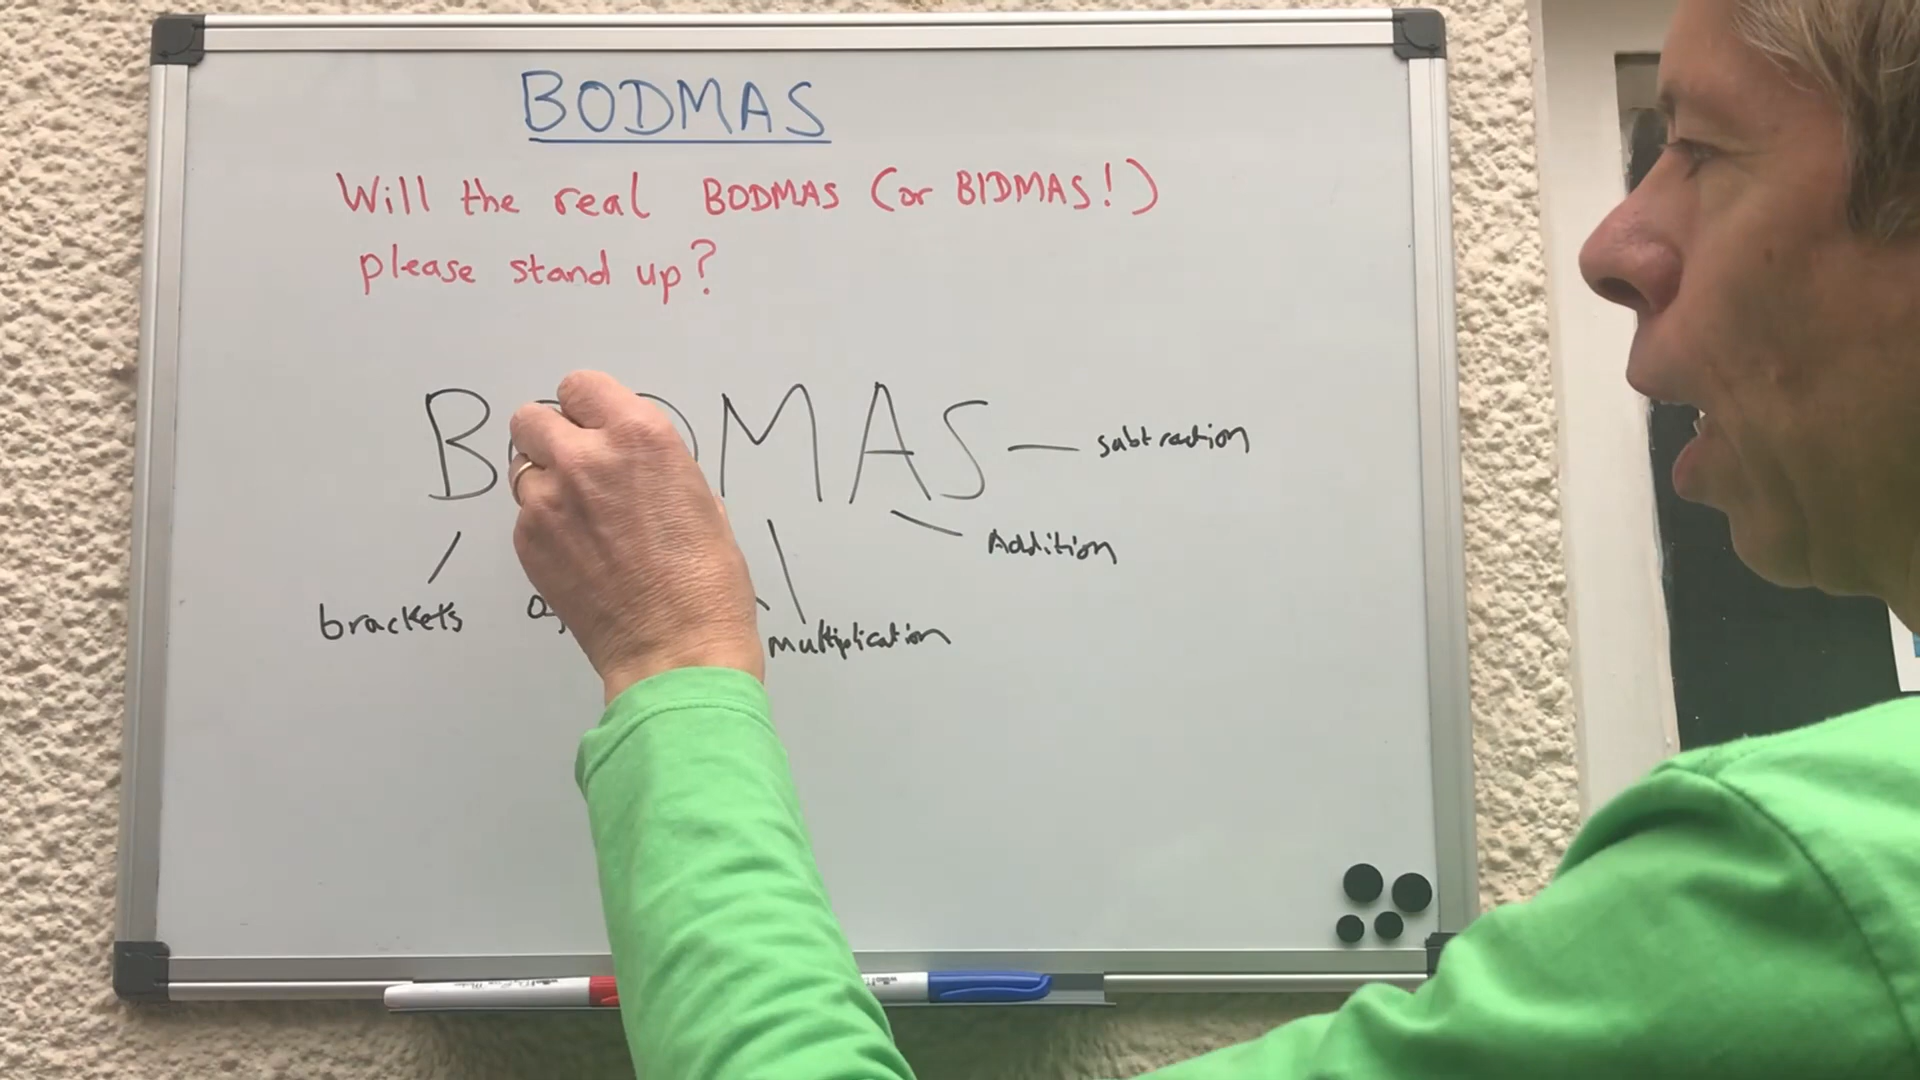 BODMAS
Will the real BODMAS (or BIDMAS!)
please stand up?
B MAS
subtraction
Addition
brackets
multiplication